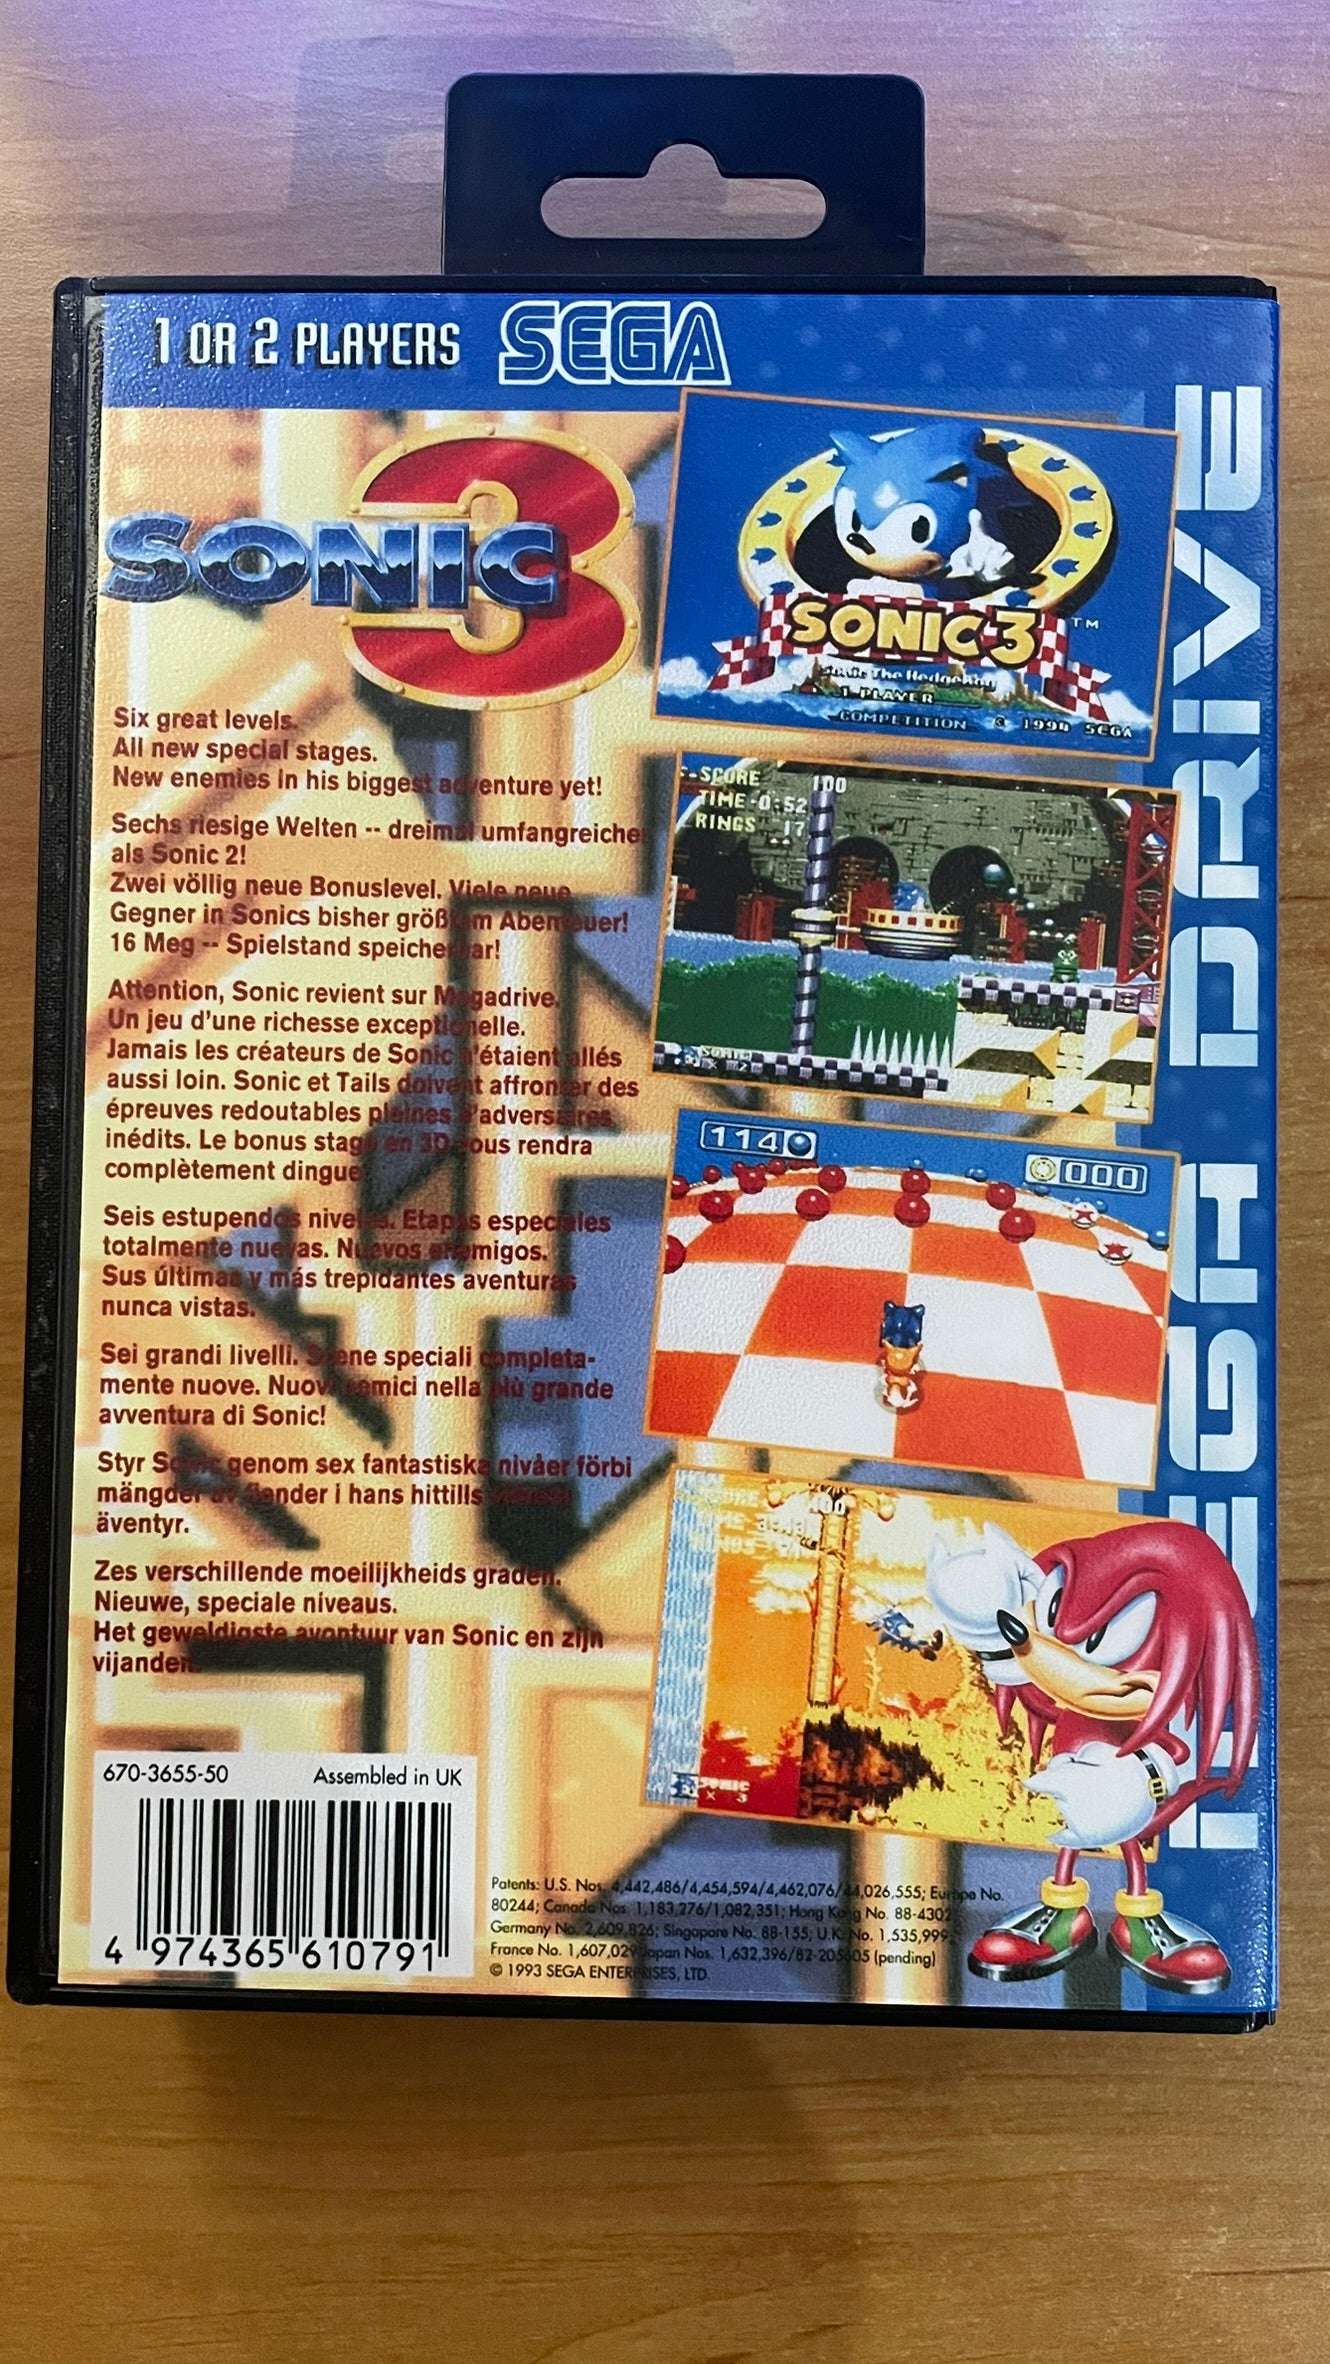 1 OR 2 PLAYERS
SEGA
SONIC 3
Six great levels.
All new special stages.
New enemies in his biggest adventure yet!
Sechs riesige Welten -- dreimal umfangreicher
als Sonic 2!
Zwei völlig neue Bonuslevel. Viele neue
Gegner in Sonics bisher größtem Abenteuer!
16 Meg -- Spielstand speicherbar!
Attention, Sonic revient sur Megadrive.
Un jeu d'une richesse exceptionelle.
Jamais les créateurs de Sonic n'étaient allés
aussi loin. Sonic et Tails doivent affronter des
épreuves redoutables pleines d'adversaires
inédits. Le bonus stage en 3D vous rendra
complètement dingue
Seis estupendos niveles. Etapas especiales
totalmente nuevas. Nuevos enemigos.
Sus últimas y más trepidantes aventuras
nunca vistas.
Sei grandi livelli. Scene speciali completa-
mente nuove. Nuovi nemici nella più grande
avventura di Sonic!
Styr Sonic genom sex fantastiska nivåer förbi
mängder av fiender i hans hittills
äventyr.
Zes verschillende moeilijkheids graden.
Nieuwe, speciale niveaus.
Het geweldigste avontuur van Sonic en zijn
vijanden.
670-3655-50 Assembled in UK
4 974365 610791
SONIC 3 TM
Sonic The Hedgehog
1 PLAYER
COMPETITION © 1994 SEGA
SCORE 100
TIME 0:52
RINGS 17
SONIC
x 2
114
000
SONIC
x 3
Patents: U.S. Nos. 4,442,486/4,454,594/4,462,076/44,026,555; Europe No.
80244; Canada Nos. 1,183,276/1,082,351; Hong Kong No. 88-4302
Germany No. 2,609,826; Singapore No. 88-155; U.K. No. 1,535,999
France No. 1,607,029 Japan Nos. 1,632,396/82-205605 (pending)
© 1993 SEGA ENTERPRISES, LTD.
MEGA DRIVE